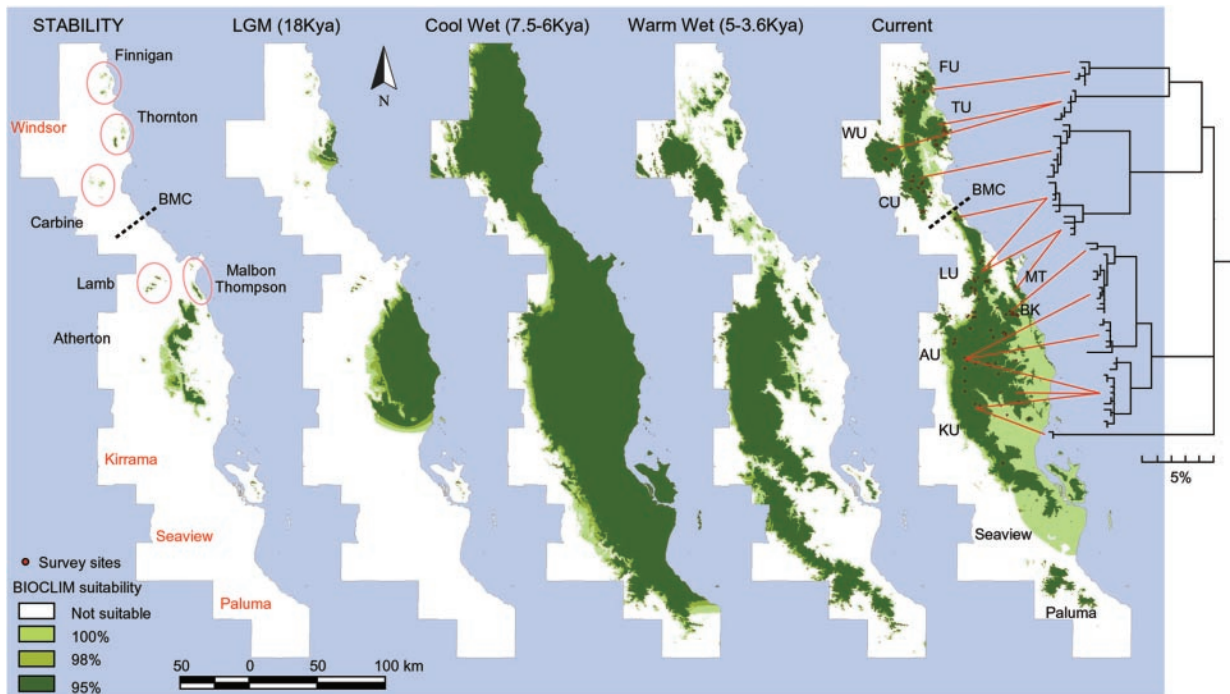 STABILITY
LGM (18Kya)
Cool Wet (7.5-6Kya)
Warm Wet (5-3.6Kya)
Current
Finnigan
N
FU
Thornton
TU
Windsor
WU
BMC
BMC
CU
Carbine
Malbon
Thompson
Lamb
LU
MT
BK
Atherton
AU
KU
Kirrama
5%
Seaview
Seaview
Survey sites
BIOCLIM suitability
Not suitable
100%
98%
95%
Paluma
Paluma
50 0 50 100 km